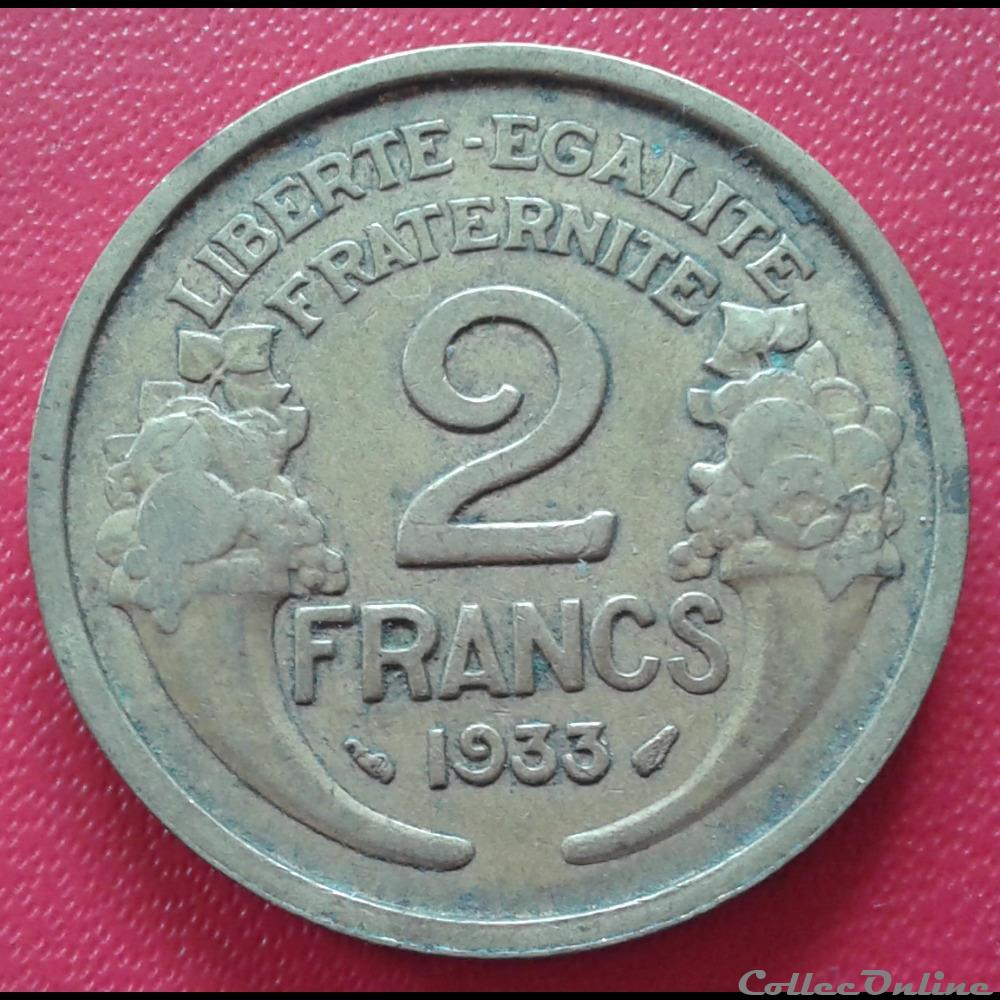 LIBERTE-EGALITE
FRATERNITE
2
FRANCS
1933
CollecOnline